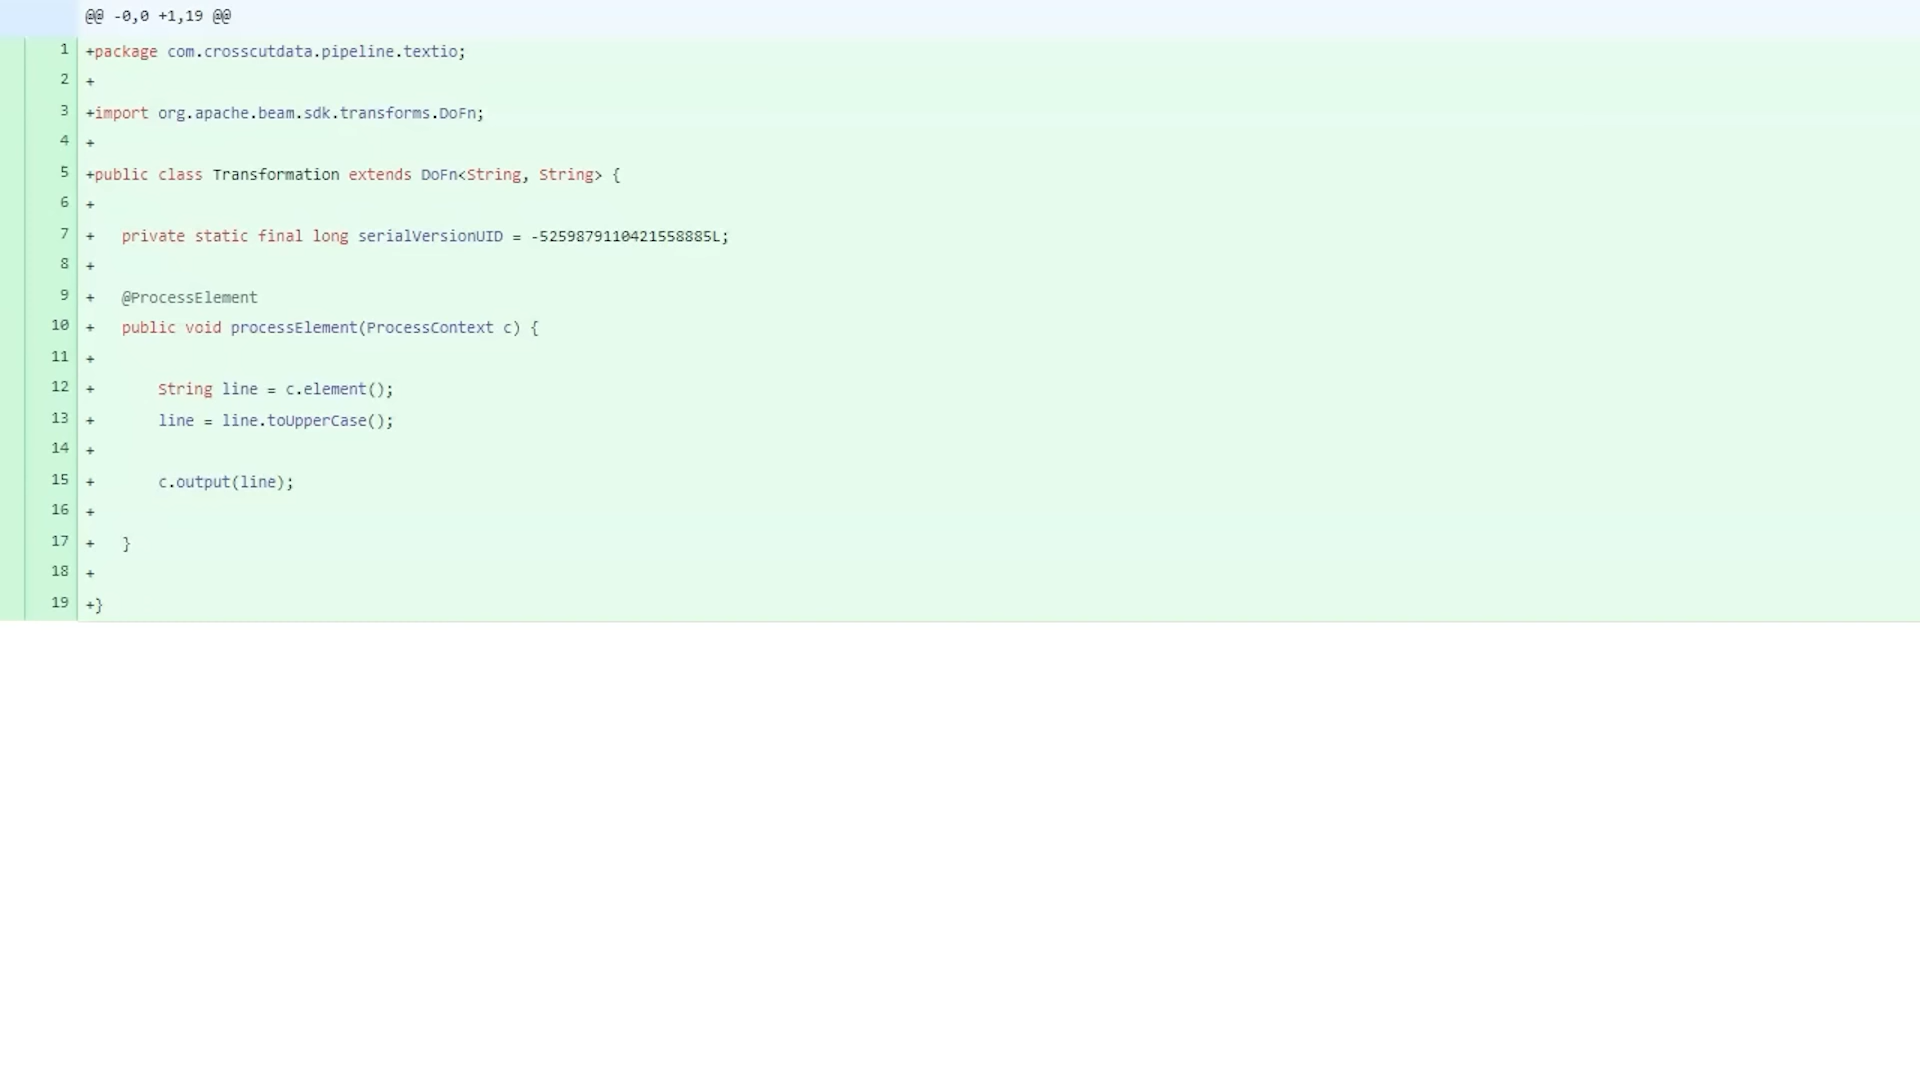 @@ -0,0 +1,19 @@
1 +package com.crosscutdata.pipeline.textio;
2 +
3 +import org.apache.beam.sdk.transforms.DoFn;
4 +
5 +public class Transformation extends DoFn<String, String> {
6 +
7 +   private static final long serialVersionUID = -5259879110421558885L;
8 +
9 +   @ProcessElement
10 +   public void processElement(ProcessContext c) {
11 +
12 +       String line = c.element();
13 +       line = line.toUpperCase();
14 +
15 +       c.output(line);
16 +
17 +   }
18 +
19 +}